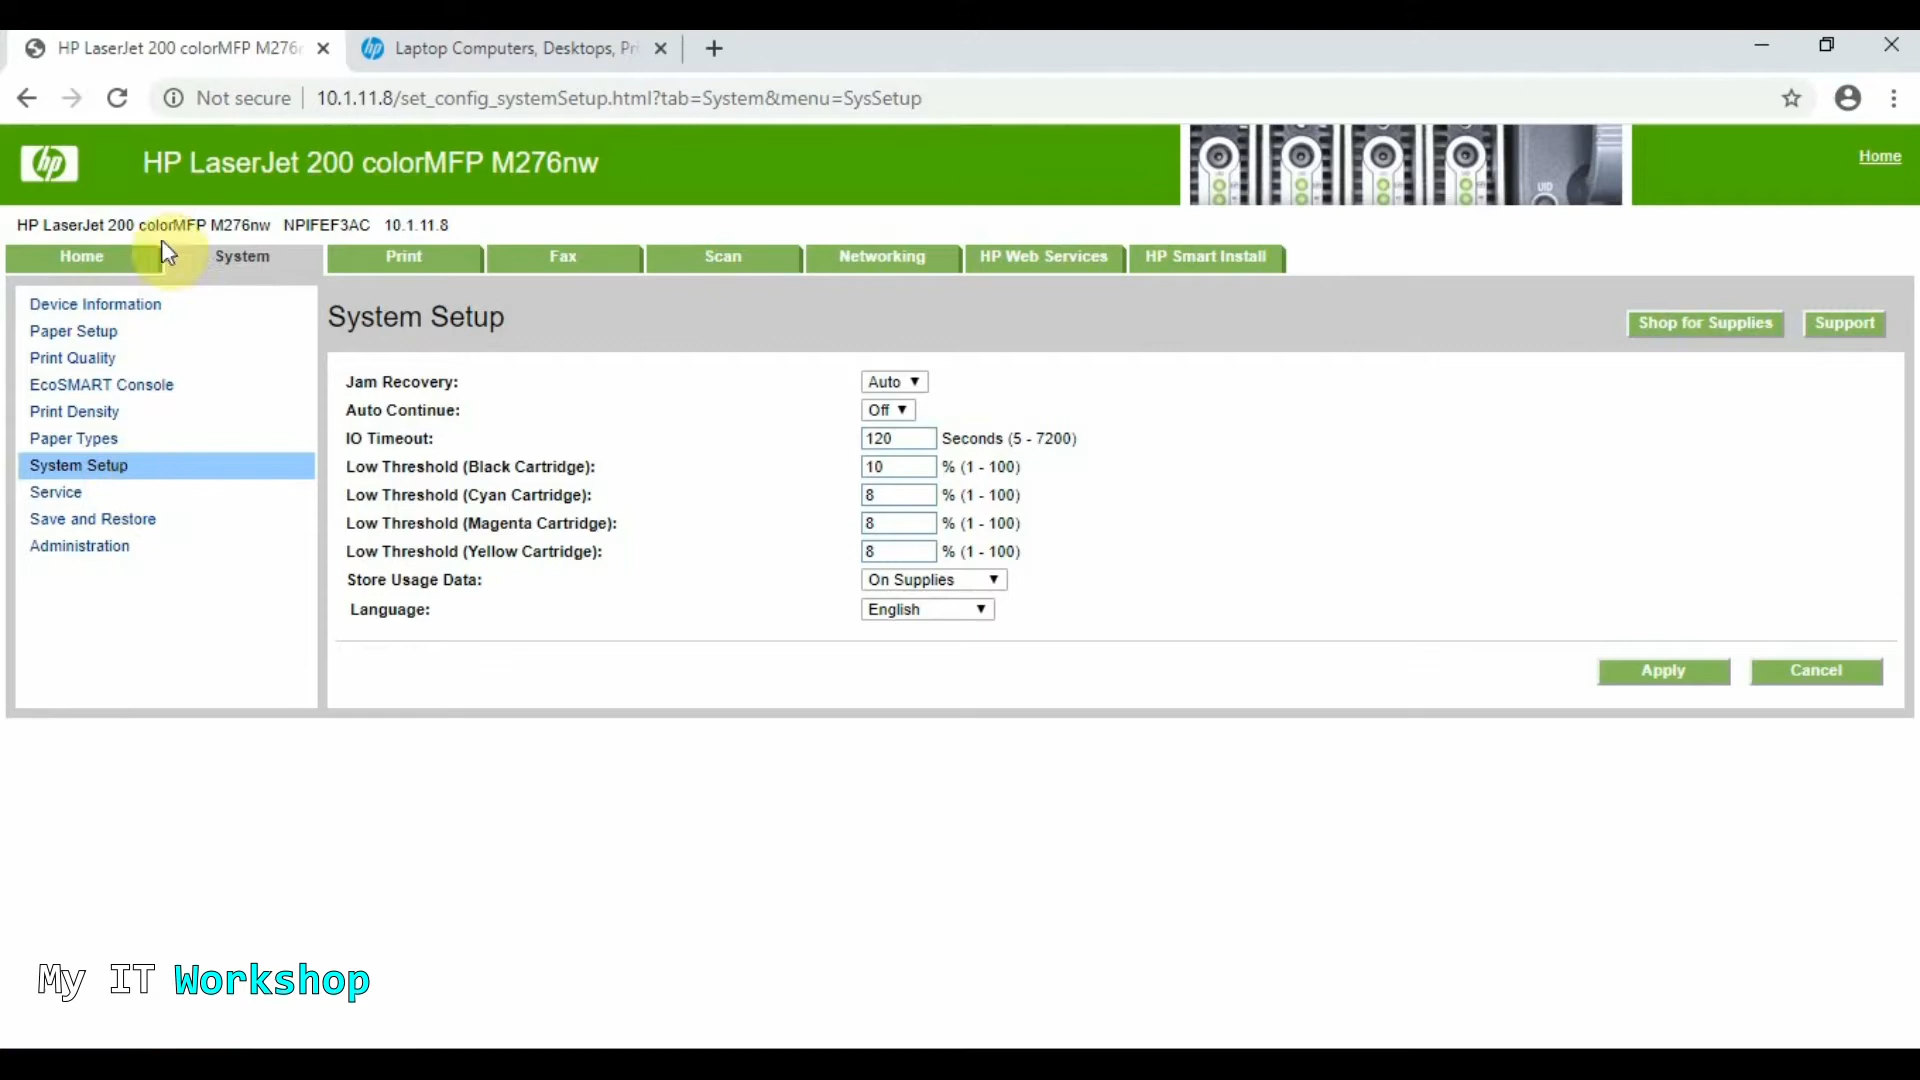 HP LaserJet 200 colorMFP M276n
Laptop Computers, Desktops, Pri
Not secure 10.1.11.8/set_config_systemSetup.html?tab=System&menu=SysSetup
hp HP LaserJet 200 colorMFP M276nw Home
UID
HP LaserJet 200 colorMFP M276nw NPIFEF3AC 10.1.11.8
Home System Print Fax Scan Networking HP Web Services HP Smart Install
Device Information
Paper Setup
Print Quality
EcoSMART Console
Print Density
Paper Types
System Setup
Service
Save and Restore
Administration
System Setup
Shop for Supplies Support
Jam Recovery: Auto
Auto Continue: Off
IO Timeout: 120 Seconds (5 - 7200)
Low Threshold (Black Cartridge): 10 % (1 - 100)
Low Threshold (Cyan Cartridge): 8 % (1 - 100)
Low Threshold (Magenta Cartridge): 8 % (1 - 100)
Low Threshold (Yellow Cartridge): 8 % (1 - 100)
Store Usage Data: On Supplies
Language: English
Apply Cancel
My IT Workshop